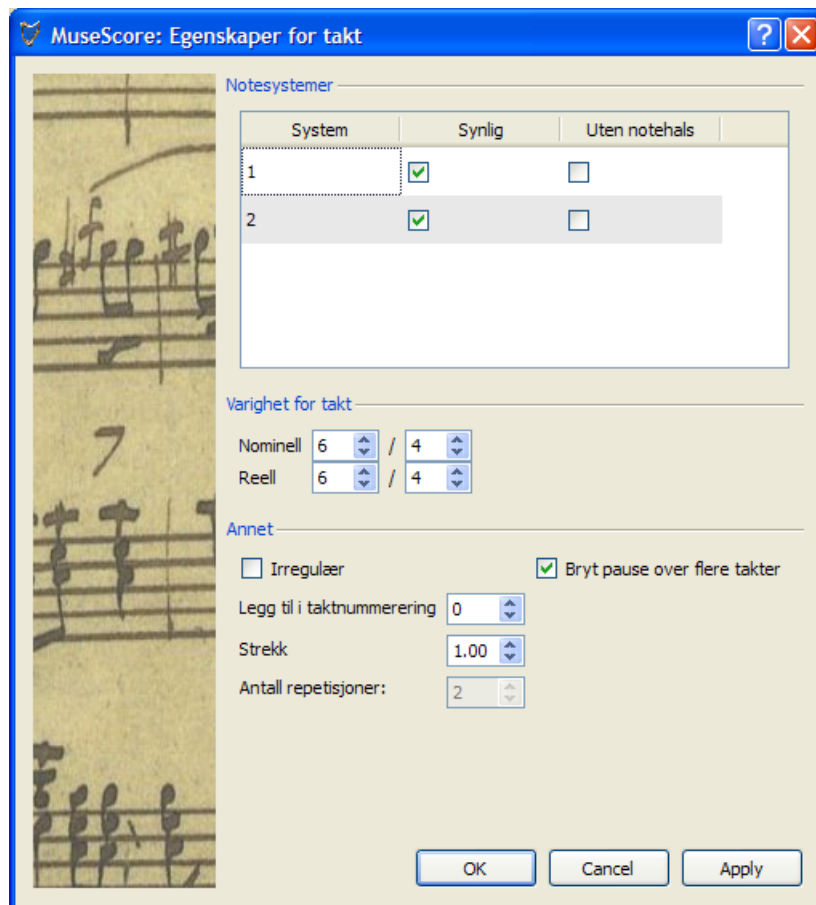 MuseScore: Egenskaper for takt
Notesystemer
System Synlig Uten notehals
1
2
Varighet for takt
Nominell 6 / 4
Reell 6 / 4
Annet
Irregulær Bryt pause over flere takter
Legg til i taktnummerering 0
Strekk 1.00
Antall repetisjoner: 2
OK Cancel Apply
7